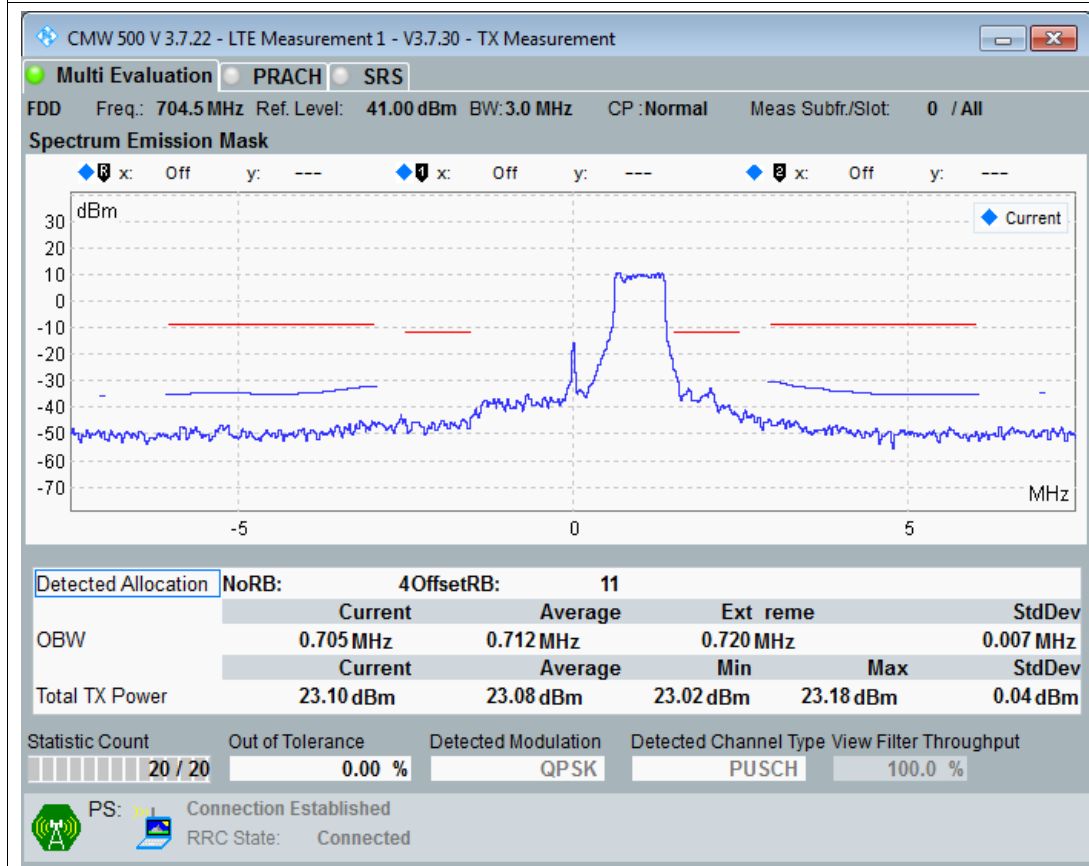 CMW 500 V 3.7.22 - LTE Measurement 1 - V3.7.30 - TX Measurement
Multi Evaluation PRACH SRS
FDD Freq.: 704.5 MHz Ref. Level: 41.00 dBm BW: 3.0 MHz CP : Normal Meas Subfr./Slot: 0 / All
Spectrum Emission Mask
R x: Off y: --- 1 x: Off y: --- 2 x: Off y: ---
dBm
Current
30
20
10
0
-10
-20
-30
-40
-50
-60
-70
MHz
-5 0 5
Detected Allocation NoRB: 4 OffsetRB: 11
Current Average Ext reme StdDev
OBW 0.705 MHz 0.712 MHz 0.720 MHz 0.007 MHz
Current Average Min Max StdDev
Total TX Power 23.10 dBm 23.08 dBm 23.02 dBm 23.18 dBm 0.04 dBm
Statistic Count Out of Tolerance Detected Modulation Detected Channel Type View Filter Throughput
20 / 20 0.00 % QPSK PUSCH 100.0 %
PS: Connection Established
RRC State: Connected